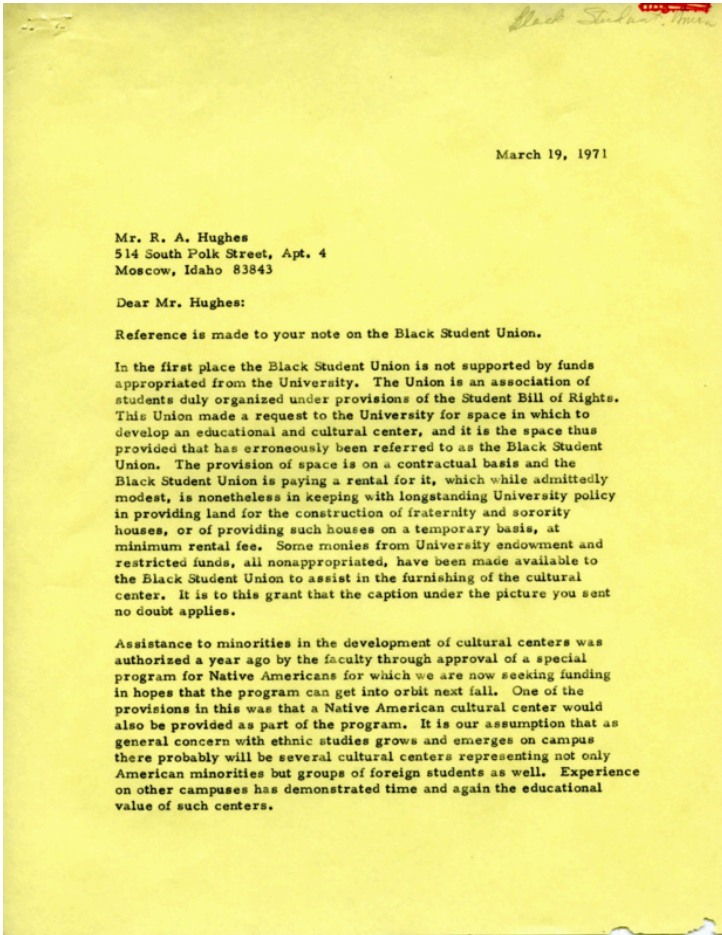 Black Student Union
March 19, 1971
Mr. R. A. Hughes
514 South Polk Street, Apt. 4
Moscow, Idaho 83843
Dear Mr. Hughes:
Reference is made to your note on the Black Student Union.
In the first place the Black Student Union is not supported by funds
appropriated from the University. The Union is an association of
students duly organized under provisions of the Student Bill of Rights.
This Union made a request to the University for space in which to
develop an educational and cultural center, and it is the space thus
provided that has erroneously been referred to as the Black Student
Union. The provision of space is on a contractual basis and the
Black Student Union is paying a rental for it, which while admittedly
modest, is nonetheless in keeping with longstanding University policy
in providing land for the construction of fraternity and sorority
houses, or of providing such houses on a temporary basis, at
minimum rental fee. Some monies from University endowment and
restricted funds, all nonappropriated, have been made available to
the Black Student Union to assist in the furnishing of the cultural
center. It is to this grant that the caption under the picture you sent
no doubt applies.
Assistance to minorities in the development of cultural centers was
authorized a year ago by the faculty through approval of a special
program for Native Americans for which we are now seeking funding
in hopes that the program can get into orbit next fall. One of the
provisions in this was that a Native American cultural center would
also be provided as part of the program. It is our assumption that as
general concern with ethnic studies grows and emerges on campus
there probably will be several cultural centers representing not only
American minorities but groups of foreign students as well. Experience
on other campuses has demonstrated time and again the educational
value of such centers.